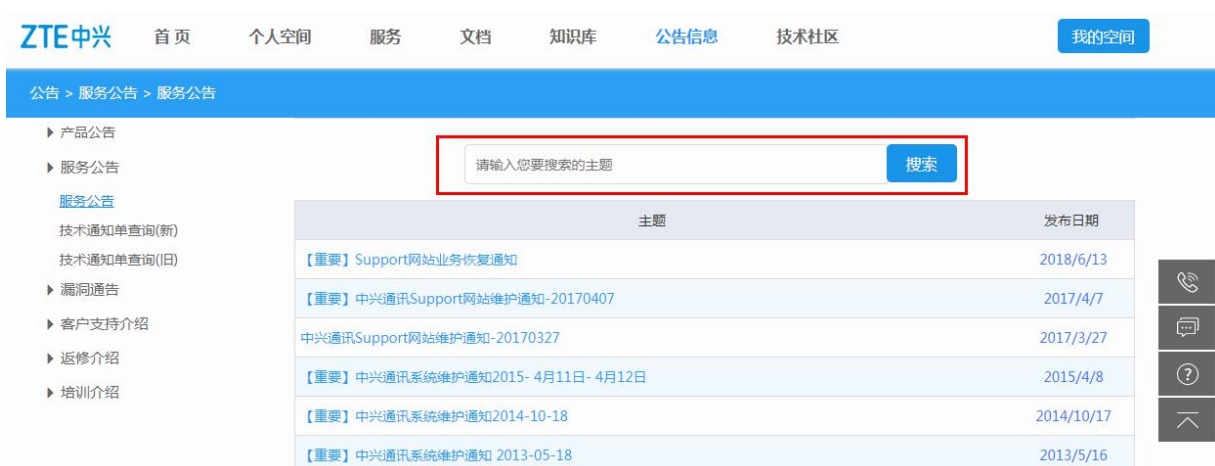 ZTE中兴 首 页 个人空间 服务 文档 知识库 公告信息 技术社区 我的空间
公告 > 服务公告 > 服务公告
产品公告
服务公告
服务公告
技术通知单查询(新)
技术通知单查询(旧)
漏洞通告
客户支持介绍
返修介绍
培训介绍
请输入您要搜索的主题 搜索
主题 发布日期
【重要】Support网站业务恢复通知 2018/6/13
【重要】中兴通讯Support网站维护通知-20170407 2017/4/7
中兴通讯Support网站维护通知-20170327 2017/3/27
【重要】中兴通讯系统维护通知2015- 4月11日- 4月12日 2015/4/8
【重要】中兴通讯系统维护通知2014-10-18 2014/10/17
【重要】中兴通讯系统维护通知 2013-05-18 2013/5/16